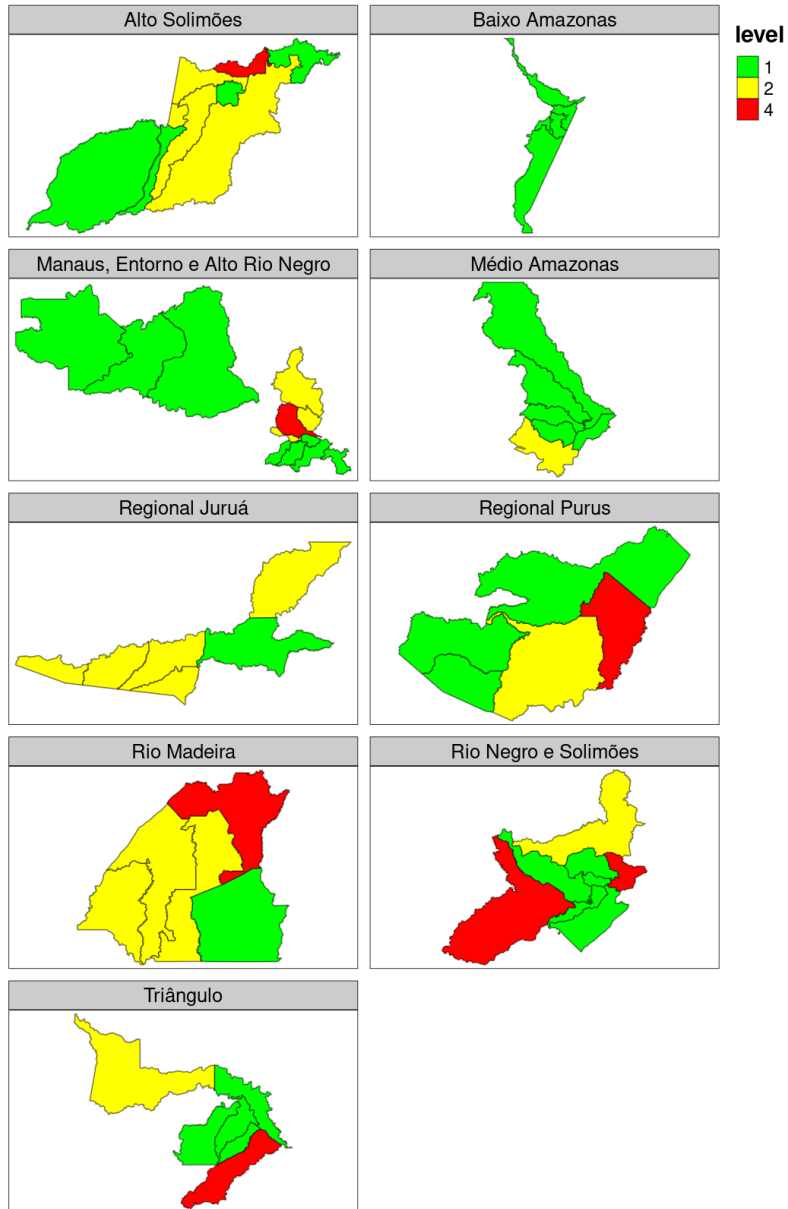 Alto Solimões
Baixo Amazonas
level
1
2
4
Manaus, Entorno e Alto Rio Negro
Médio Amazonas
Regional Juruá
Regional Purus
Rio Madeira
Rio Negro e Solimões
Triângulo